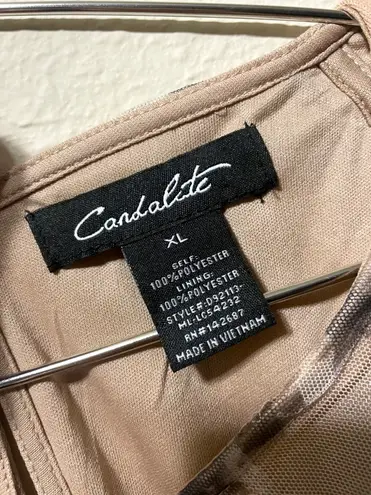 Candalite
XL
SELF:
100%POLYESTER
LINING:
100%POLYESTER
STYLE#:D92113-
ML:LC54232
RN#142687
MADE IN VIETNAM